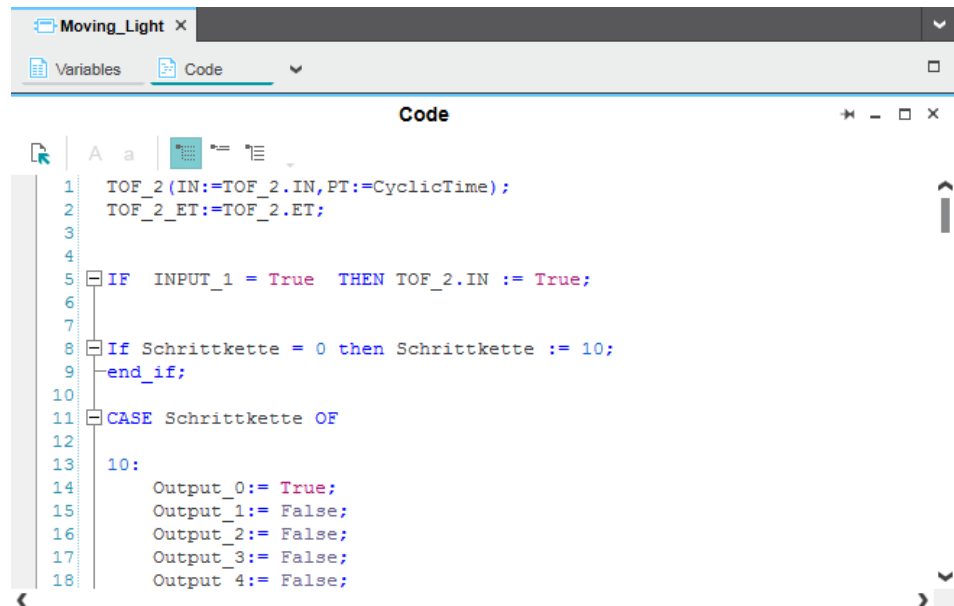 Moving_Light ×
Variables Code
Code
A a
1 TOF_2(IN:=TOF_2.IN,PT:=CyclicTime);
2 TOF_2_ET:=TOF_2.ET;
3
4
5 IF  INPUT_1 = True  THEN TOF_2.IN := True;
6
7
8 If Schrittkette = 0 then Schrittkette := 10;
9 end_if;
10
11 CASE Schrittkette OF
12
13 10:
14     Output_0:= True;
15     Output_1:= False;
16     Output_2:= False;
17     Output_3:= False;
18     Output_4:= False;